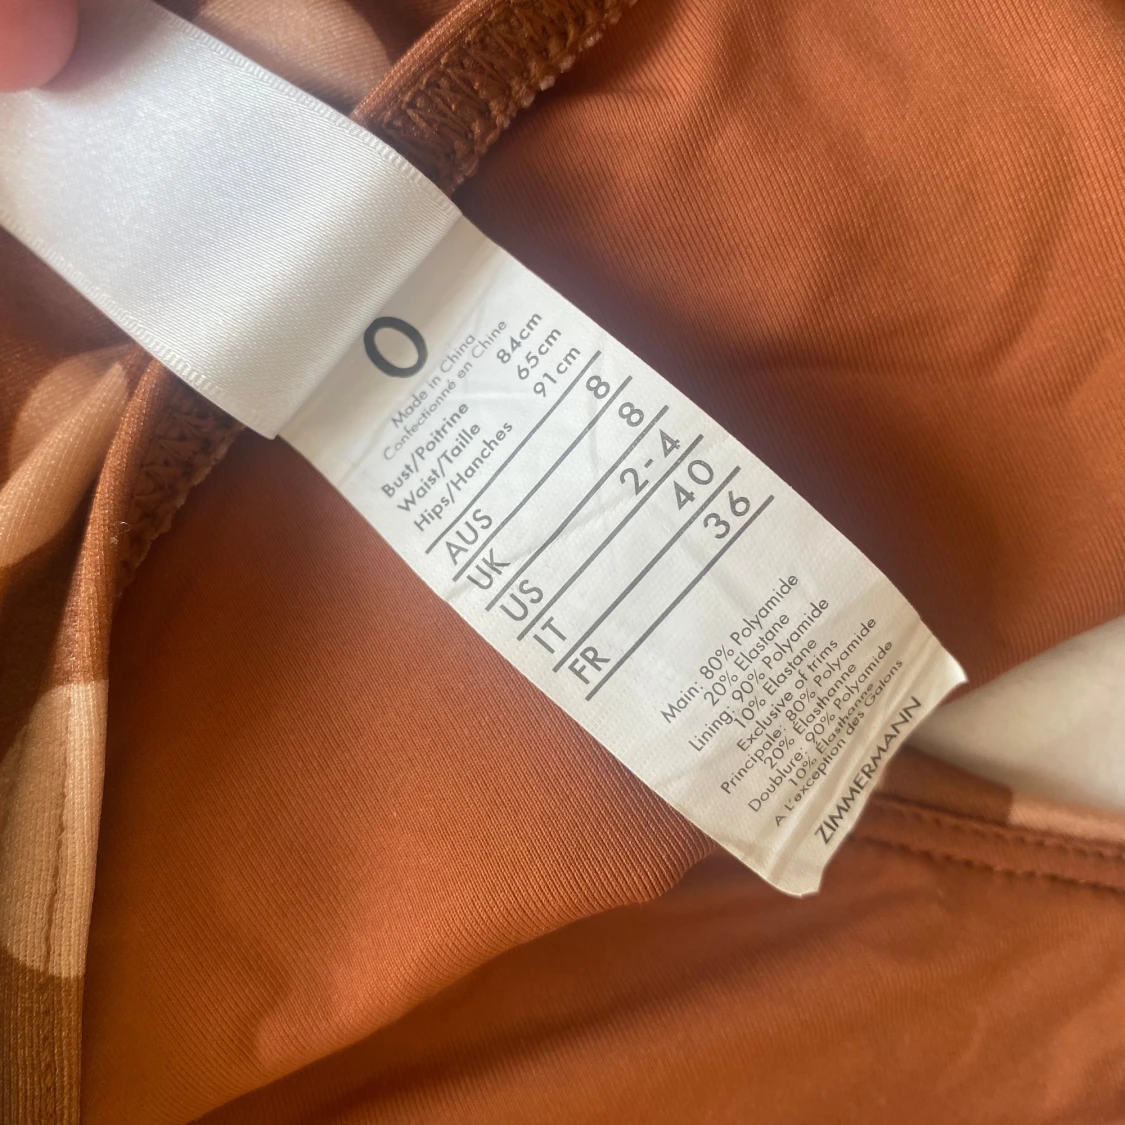 0
Made in China
Confectionné en Chine
Bust/Poitrine 84cm
Waist/Taille 65cm
Hips/Hanches 91cm
AUS 8
UK 8
US 2-4
IT 40
FR 36
Main: 80% Polyamide
20% Elastane
Lining: 90% Polyamide
10% Elastane
Exclusive of trims
Principale: 80% Polyamide
20% Élasthanne
Doublure: 90% Polyamide
10% Élasthanne
A L'exception des Galons
ZIMMERMANN